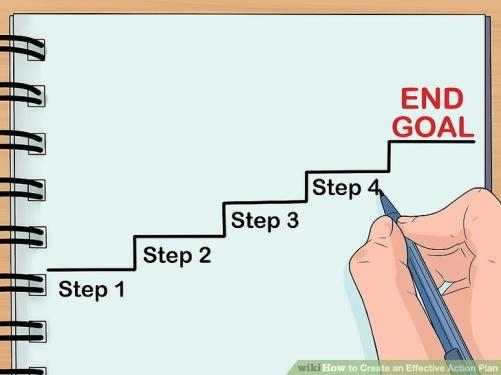 END
GOAL
Step 4
Step 3
Step 2
Step 1
wikiHow to Create an Effective Action Plan